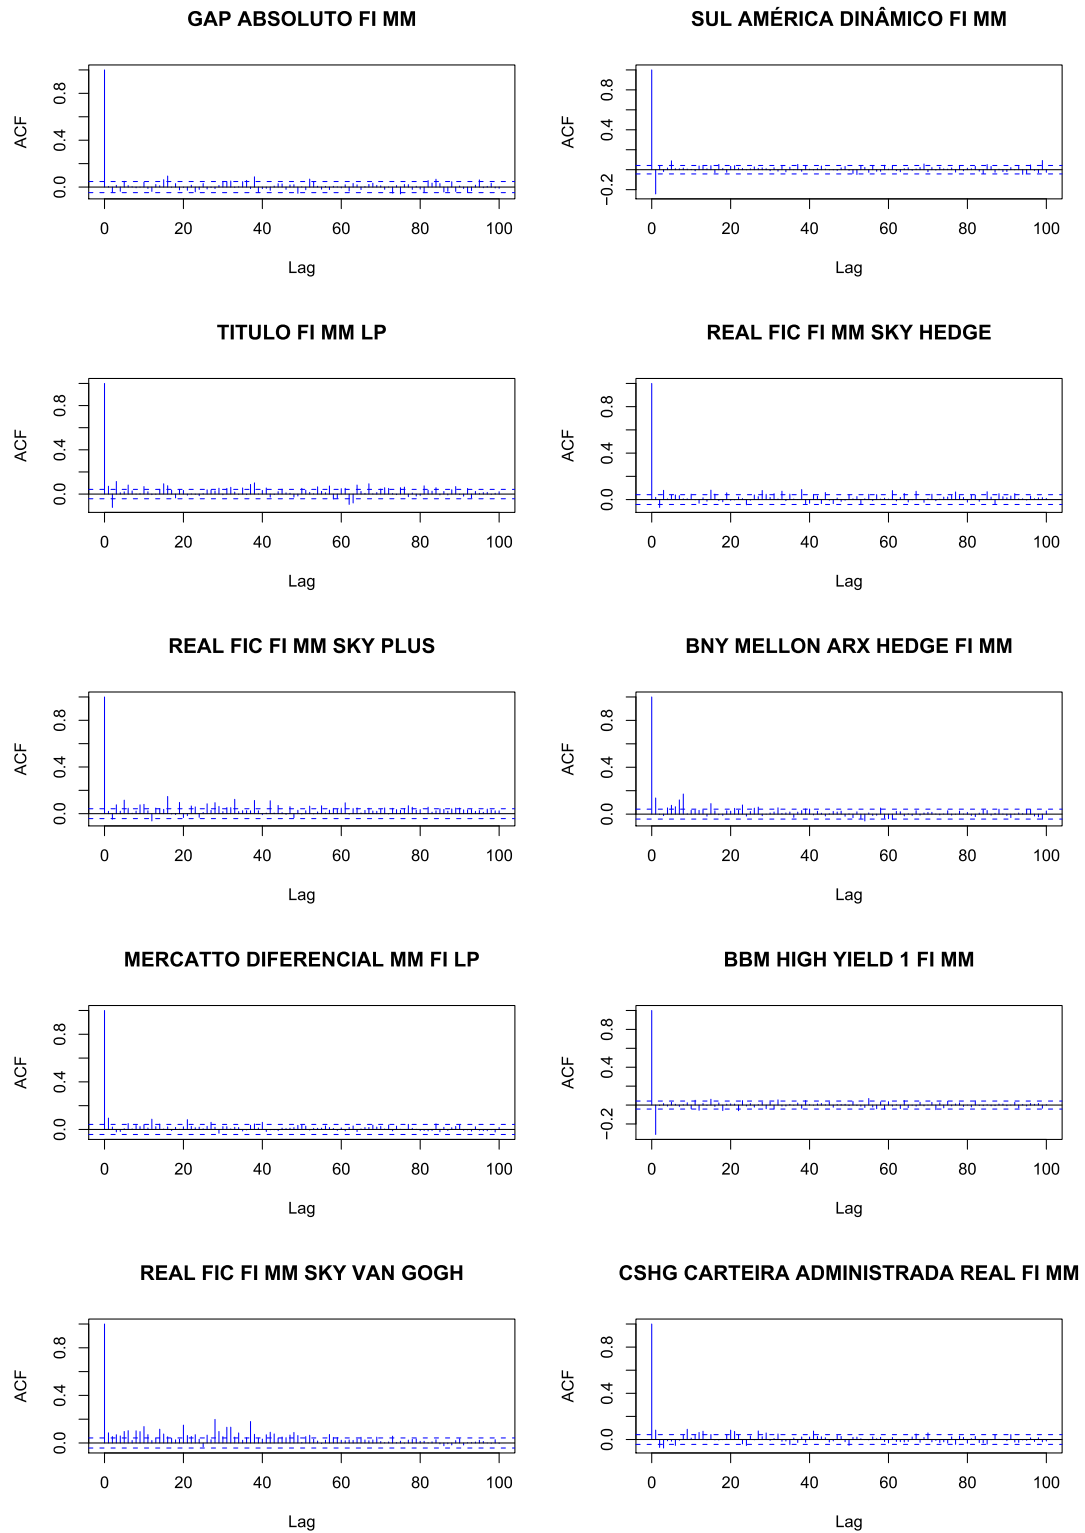 GAP ABSOLUTO FI MM
ACF
0.0 0.4 0.8
0 20 40 60 80 100
Lag
SUL AMÉRICA DINÂMICO FI MM
ACF
−0.2 0.4 0.8
0 20 40 60 80 100
Lag
TITULO FI MM LP
ACF
0.0 0.4 0.8
0 20 40 60 80 100
Lag
REAL FIC FI MM SKY HEDGE
ACF
0.0 0.4 0.8
0 20 40 60 80 100
Lag
REAL FIC FI MM SKY PLUS
ACF
0.0 0.4 0.8
0 20 40 60 80 100
Lag
BNY MELLON ARX HEDGE FI MM
ACF
0.0 0.4 0.8
0 20 40 60 80 100
Lag
MERCATTO DIFERENCIAL MM FI LP
ACF
0.0 0.4 0.8
0 20 40 60 80 100
Lag
BBM HIGH YIELD 1 FI MM
ACF
−0.2 0.4 0.8
0 20 40 60 80 100
Lag
REAL FIC FI MM SKY VAN GOGH
ACF
0.0 0.4 0.8
0 20 40 60 80 100
Lag
CSHG CARTEIRA ADMINISTRADA REAL FI MM
ACF
0.0 0.4 0.8
0 20 40 60 80 100
Lag